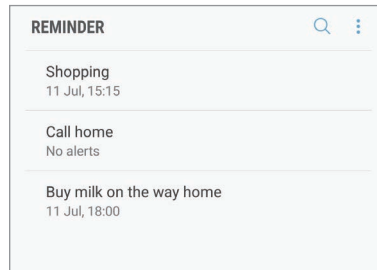 REMINDER
Shopping
11 Jul, 15:15
Call home
No alerts
Buy milk on the way home
11 Jul, 18:00